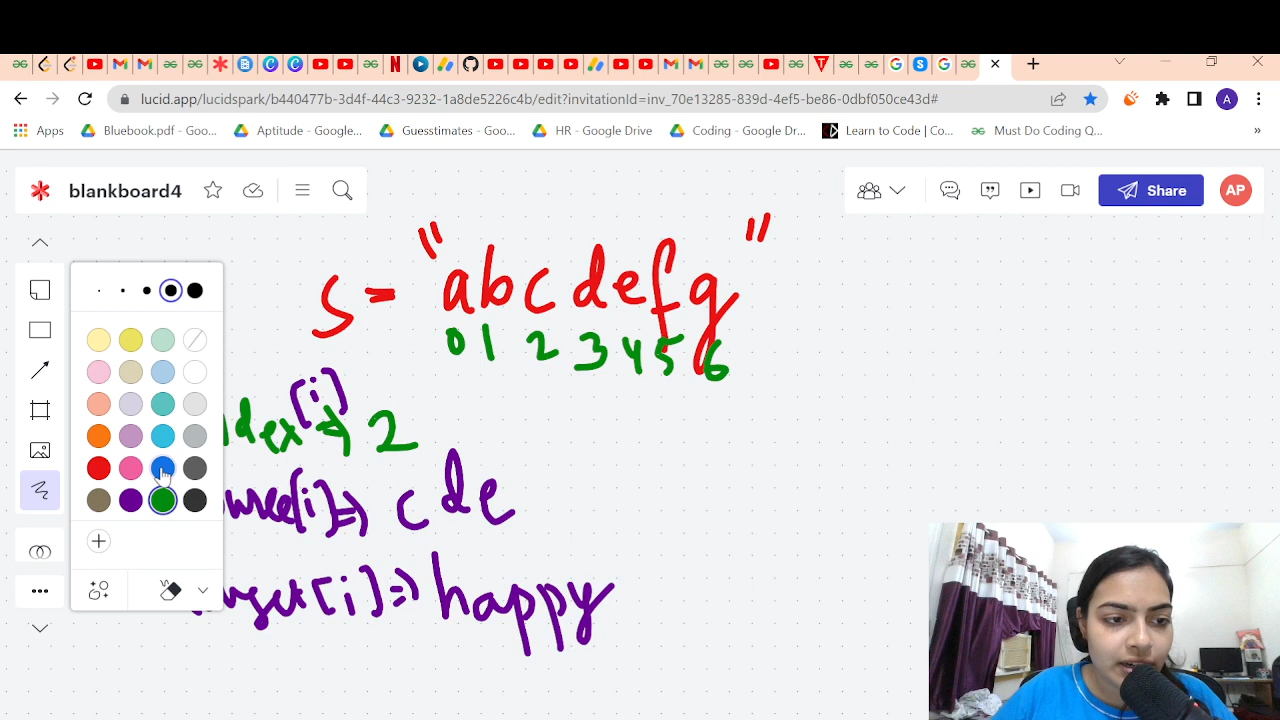 lucid.app/lucidspark/b440477b-3d4f-44c3-9232-1a8de5226c4b/edit?invitationId=inv_70e13285-839d-4ef5-be86-0dbf050ce43d#
A
Apps Bluebook.pdf - Goo... Aptitude - Google... Guesstimates - Goo... HR - Google Drive Coding - Google Dr... Learn to Code | Co... Must Do Coding Q... »
blankboard4 Share AP
S = "abcdefg"
0 1 2 3 4 5 6
dex[i] => 2
[i] => cde
[i] => happy